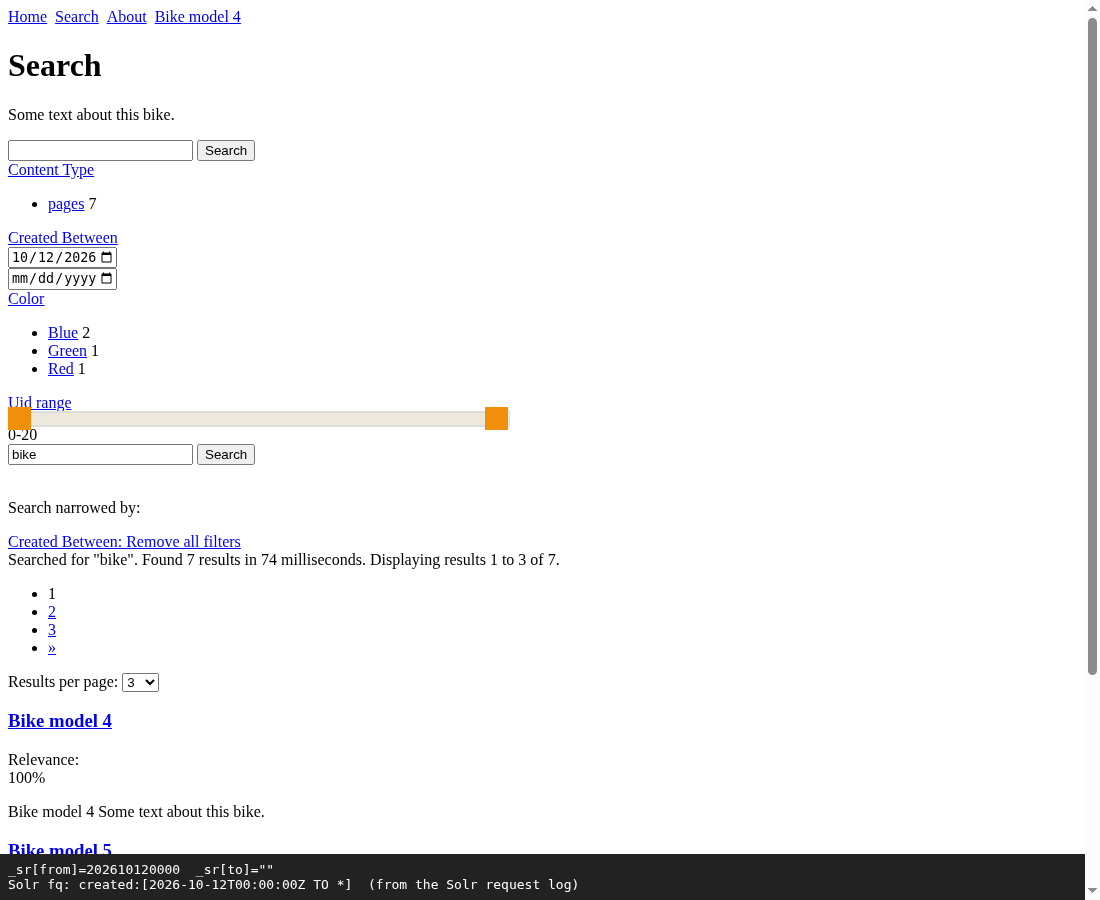 Home Search About Bike model 4
Search
Some text about this bike.
Search
Content Type
pages 7
Created Between
10/12/2026
mm/dd/yyyy
Color
Blue 2
Green 1
Red 1
Uid range
0-20
bike Search
Search narrowed by:
Created Between: Remove all filters
Searched for "bike". Found 7 results in 74 milliseconds. Displaying results 1 to 3 of 7.
1
2
3
»
Results per page: 3
Bike model 4
Relevance:
100%
Bike model 4 Some text about this bike.
Bike model 5
_sr[from]=202610120000 _sr[to]=""
Solr fq: created:[2026-10-12T00:00:00Z TO *] (from the Solr request log)